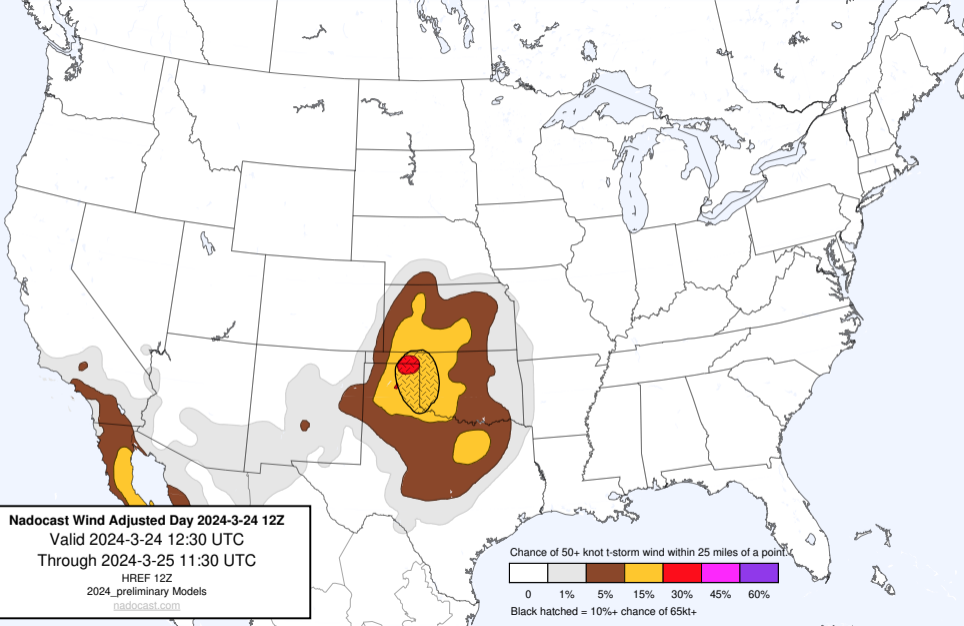 Nadocast Wind Adjusted Day 2024-3-24 12Z
Valid 2024-3-24 12:30 UTC
Through 2024-3-25 11:30 UTC
HREF 12Z
2024_preliminary Models
nadocast.com
Chance of 50+ knot t-storm wind within 25 miles of a point.
0 1% 5% 15% 30% 45% 60%
Black hatched = 10%+ chance of 65kt+